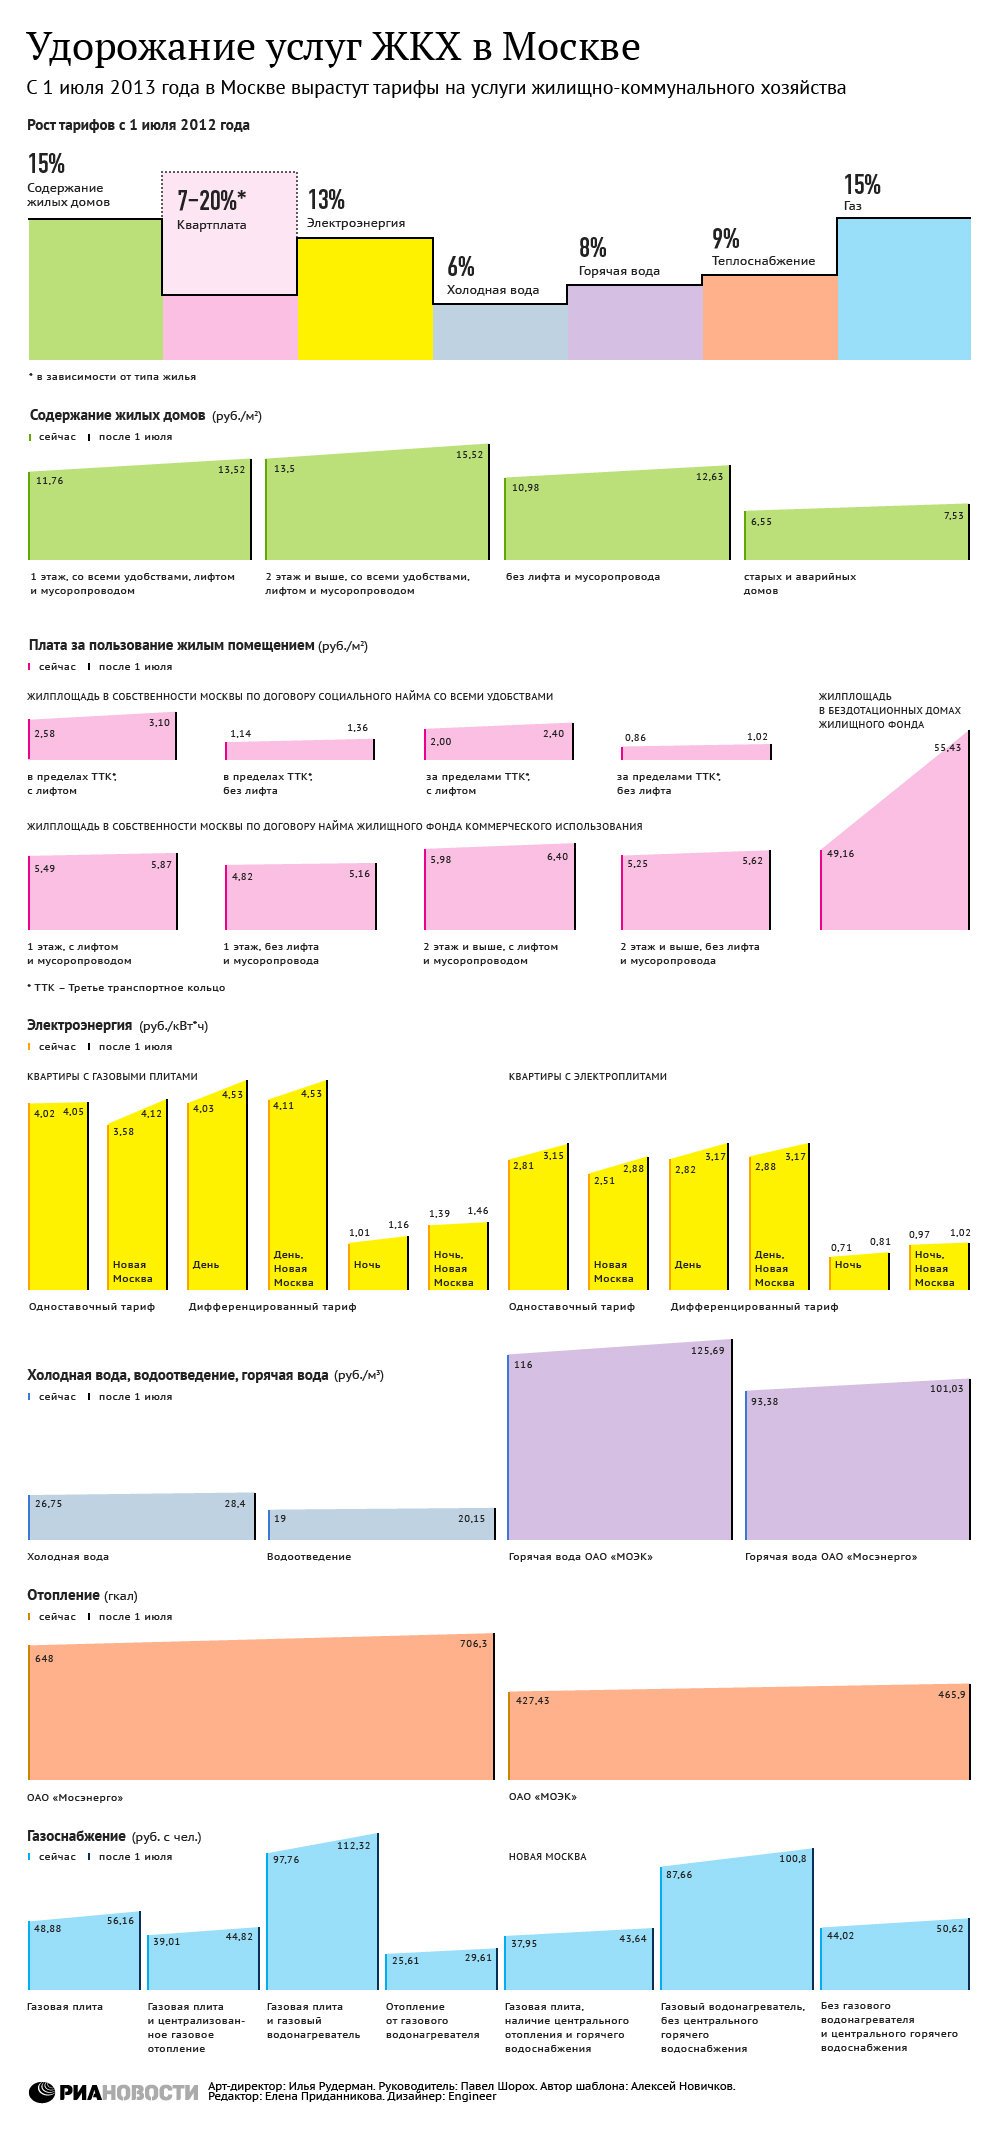 Удорожание услуг ЖКХ в Москве
С 1 июля 2013 года в Москве вырастут тарифы на услуги жилищно-коммунального хозяйства
Рост тарифов с 1 июля 2012 года
15%
Содержание
жилых домов
7–20%*
Квартплата
13%
Электроэнергия
6%
Холодная вода
8%
Горячая вода
9%
Теплоснабжение
15%
Газ
* в зависимости от типа жилья
Содержание жилых домов (руб./м²)
сейчас после 1 июля
11,76 13,52
1 этаж, со всеми удобствами, лифтом
и мусоропроводом
13,5 15,52
2 этаж и выше, со всеми удобствами,
лифтом и мусоропроводом
10,98 12,63
без лифта и мусоропровода
6,55 7,53
старых и аварийных
домов
Плата за пользование жилым помещением (руб./м²)
сейчас после 1 июля
ЖИЛПЛОЩАДЬ В СОБСТВЕННОСТИ МОСКВЫ ПО ДОГОВОРУ СОЦИАЛЬНОГО НАЙМА СО ВСЕМИ УДОБСТВАМИ
2,58 3,10
в пределах ТТК*,
с лифтом
1,14 1,36
в пределах ТТК*,
без лифта
2,00 2,40
за пределами ТТК*,
с лифтом
0,86 1,02
за пределами ТТК*,
без лифта
ЖИЛПЛОЩАДЬ
В БЕЗДОТАЦИОННЫХ ДОМАХ
ЖИЛИЩНОГО ФОНДА
49,16 55,43
ЖИЛПЛОЩАДЬ В СОБСТВЕННОСТИ МОСКВЫ ПО ДОГОВОРУ НАЙМА ЖИЛИЩНОГО ФОНДА КОММЕРЧЕСКОГО ИСПОЛЬЗОВАНИЯ
5,49 5,87
1 этаж, с лифтом
и мусоропроводом
4,82 5,16
1 этаж, без лифта
и мусоропровода
5,98 6,40
2 этаж и выше, с лифтом
и мусоропроводом
5,25 5,62
2 этаж и выше, без лифта
и мусоропровода
* ТТК – Третье транспортное кольцо
Электроэнергия (руб./кВт*ч)
сейчас после 1 июля
КВАРТИРЫ С ГАЗОВЫМИ ПЛИТАМИ
4,02 4,05
3,58 4,12
Новая
Москва
4,03 4,53
День
4,11 4,53
День,
Новая
Москва
1,01 1,16
Ночь
1,39 1,46
Ночь,
Новая
Москва
Одноставочный тариф
Дифференцированный тариф
КВАРТИРЫ С ЭЛЕКТРОПЛИТАМИ
2,81 3,15
2,51 2,88
Новая
Москва
2,82 3,17
День
2,88 3,17
День,
Новая
Москва
0,71 0,81
Ночь
0,97 1,02
Ночь,
Новая
Москва
Одноставочный тариф
Дифференцированный тариф
Холодная вода, водоотведение, горячая вода (руб./м³)
сейчас после 1 июля
26,75 28,4
Холодная вода
19 20,15
Водоотведение
116 125,69
Горячая вода ОАО «МОЭК»
93,38 101,03
Горячая вода ОАО «Мосэнерго»
Отопление (гкал)
сейчас после 1 июля
648 706,3
ОАО «Мосэнерго»
427,43 465,9
ОАО «МОЭК»
Газоснабжение (руб. с чел.)
сейчас после 1 июля
48,88 56,16
Газовая плита
39,01 44,82
Газовая плита
и централизован-
ное газовое
отопление
97,76 112,32
Газовая плита
и газовый
водонагреватель
25,61 29,61
Отопление
от газового
водонагревателя
НОВАЯ МОСКВА
37,95 43,64
Газовая плита,
наличие центрального
отопления и горячего
водоснабжения
87,66 100,8
Газовый водонагреватель,
без центрального
горячего
водоснабжения
44,02 50,62
Без газового
водонагревателя
и центрального горячего
водоснабжения
РИАНОВОСТИ
Арт-директор: Илья Рудерман. Руководитель: Павел Шорох. Автор шаблона: Алексей Новичков.
Редактор: Елена Приданникова. Дизайнер: Engineer